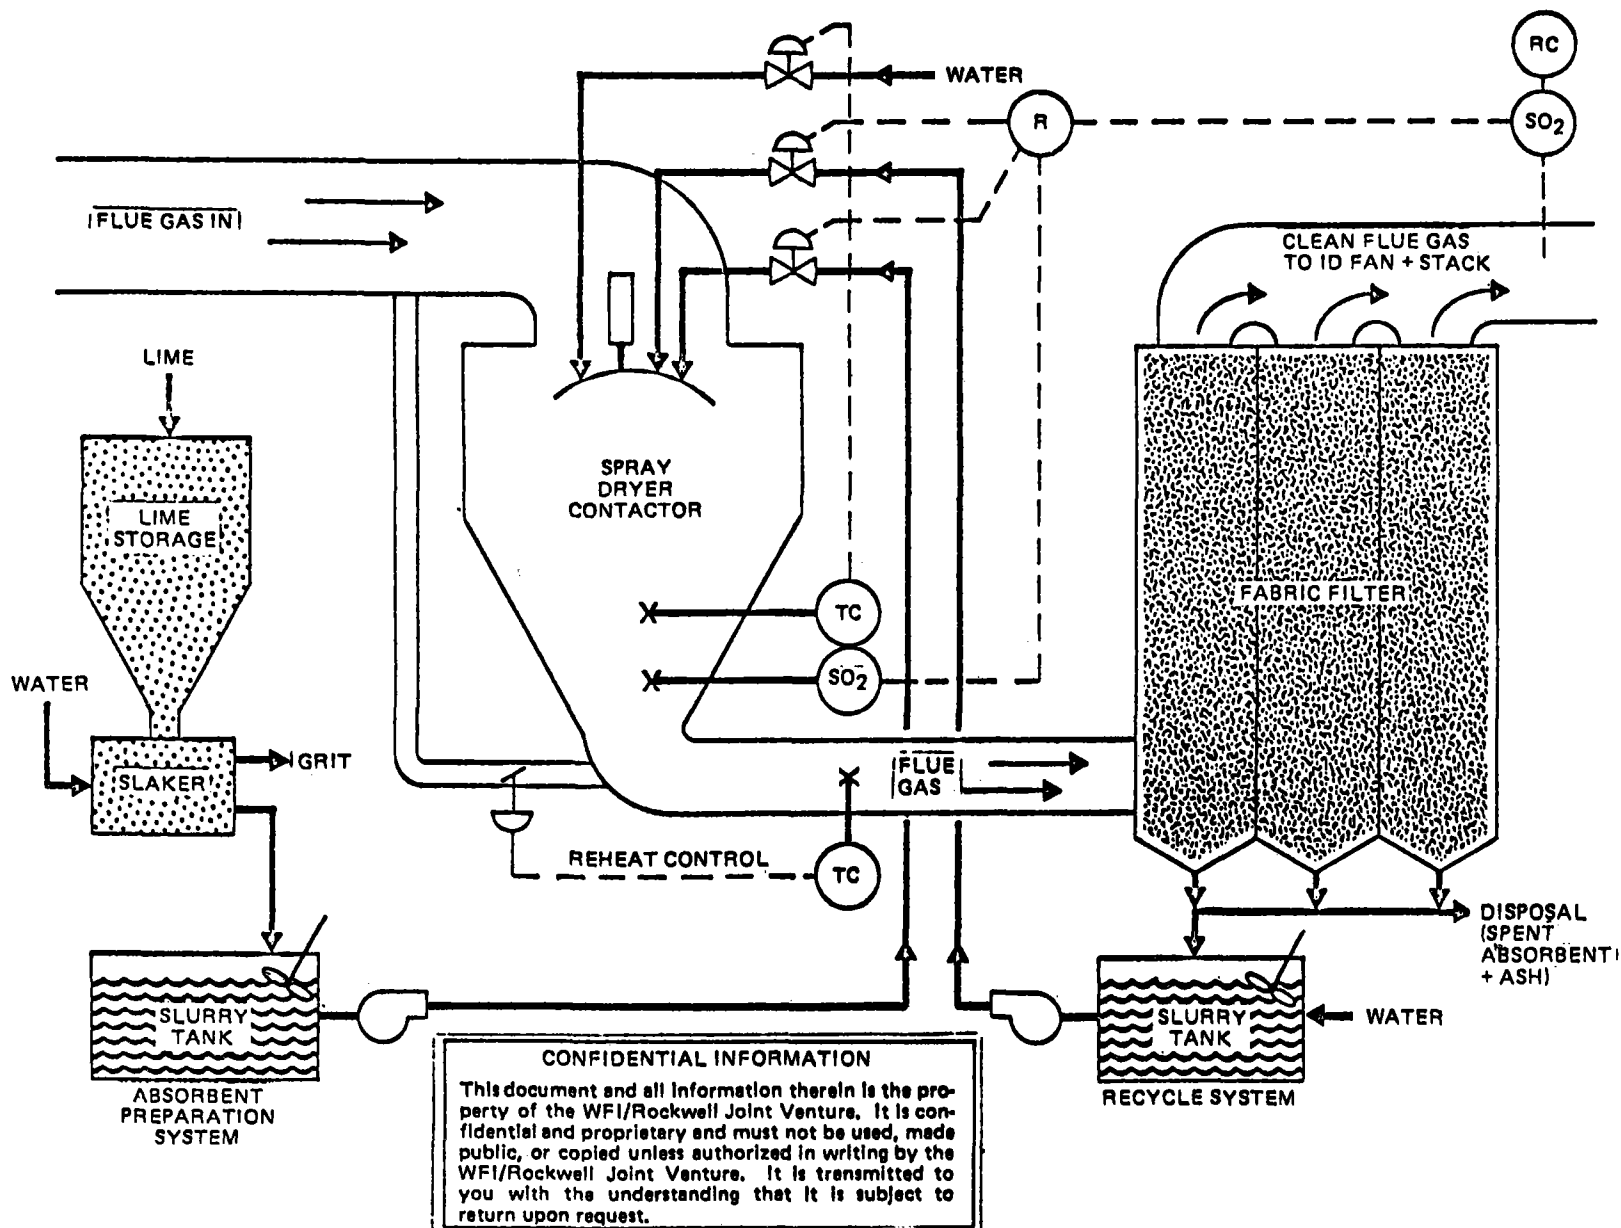 WATER
RC
R
SO2
FLUE GAS IN
CLEAN FLUE GAS
TO ID FAN + STACK
LIME
LIME
STORAGE
SPRAY
DRYER
CONTACTOR
FABRIC FILTER
TC
SO2
WATER
SLAKER
GRIT
FLUE
GAS
REHEAT CONTROL
TC
DISPOSAL
(SPENT
ABSORBENT
+ ASH)
SLURRY
TANK
SLURRY
TANK
WATER
ABSORBENT
PREPARATION
SYSTEM
RECYCLE SYSTEM
CONFIDENTIAL INFORMATION
This document and all information therein is the pro-
perty of the WFI/Rockwell Joint Venture. It is con-
fidential and proprietary and must not be used, made
public, or copied unless authorized in writing by the
WFI/Rockwell Joint Venture. It is transmitted to
you with the understanding that it is subject to
return upon request.